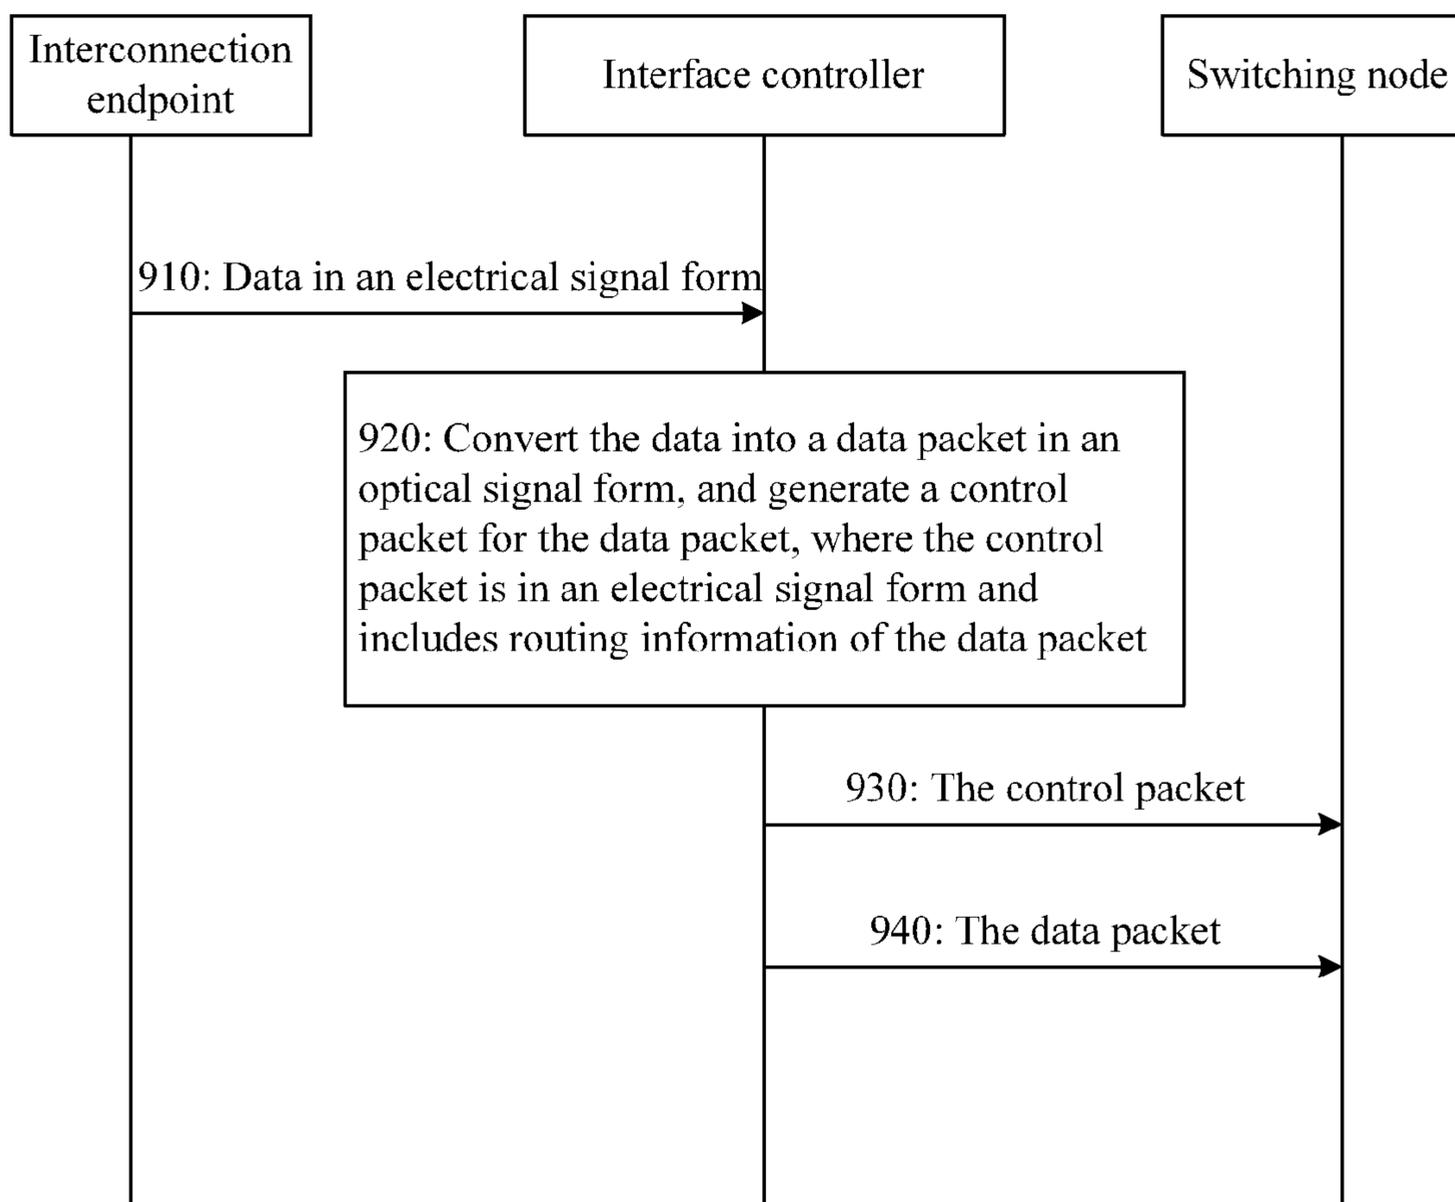 Interconnection
endpoint
Interface controller
Switching node
910: Data in an electrical signal form
920: Convert the data into a data packet in an
optical signal form, and generate a control
packet for the data packet, where the control
packet is in an electrical signal form and
includes routing information of the data packet
930: The control packet
940: The data packet